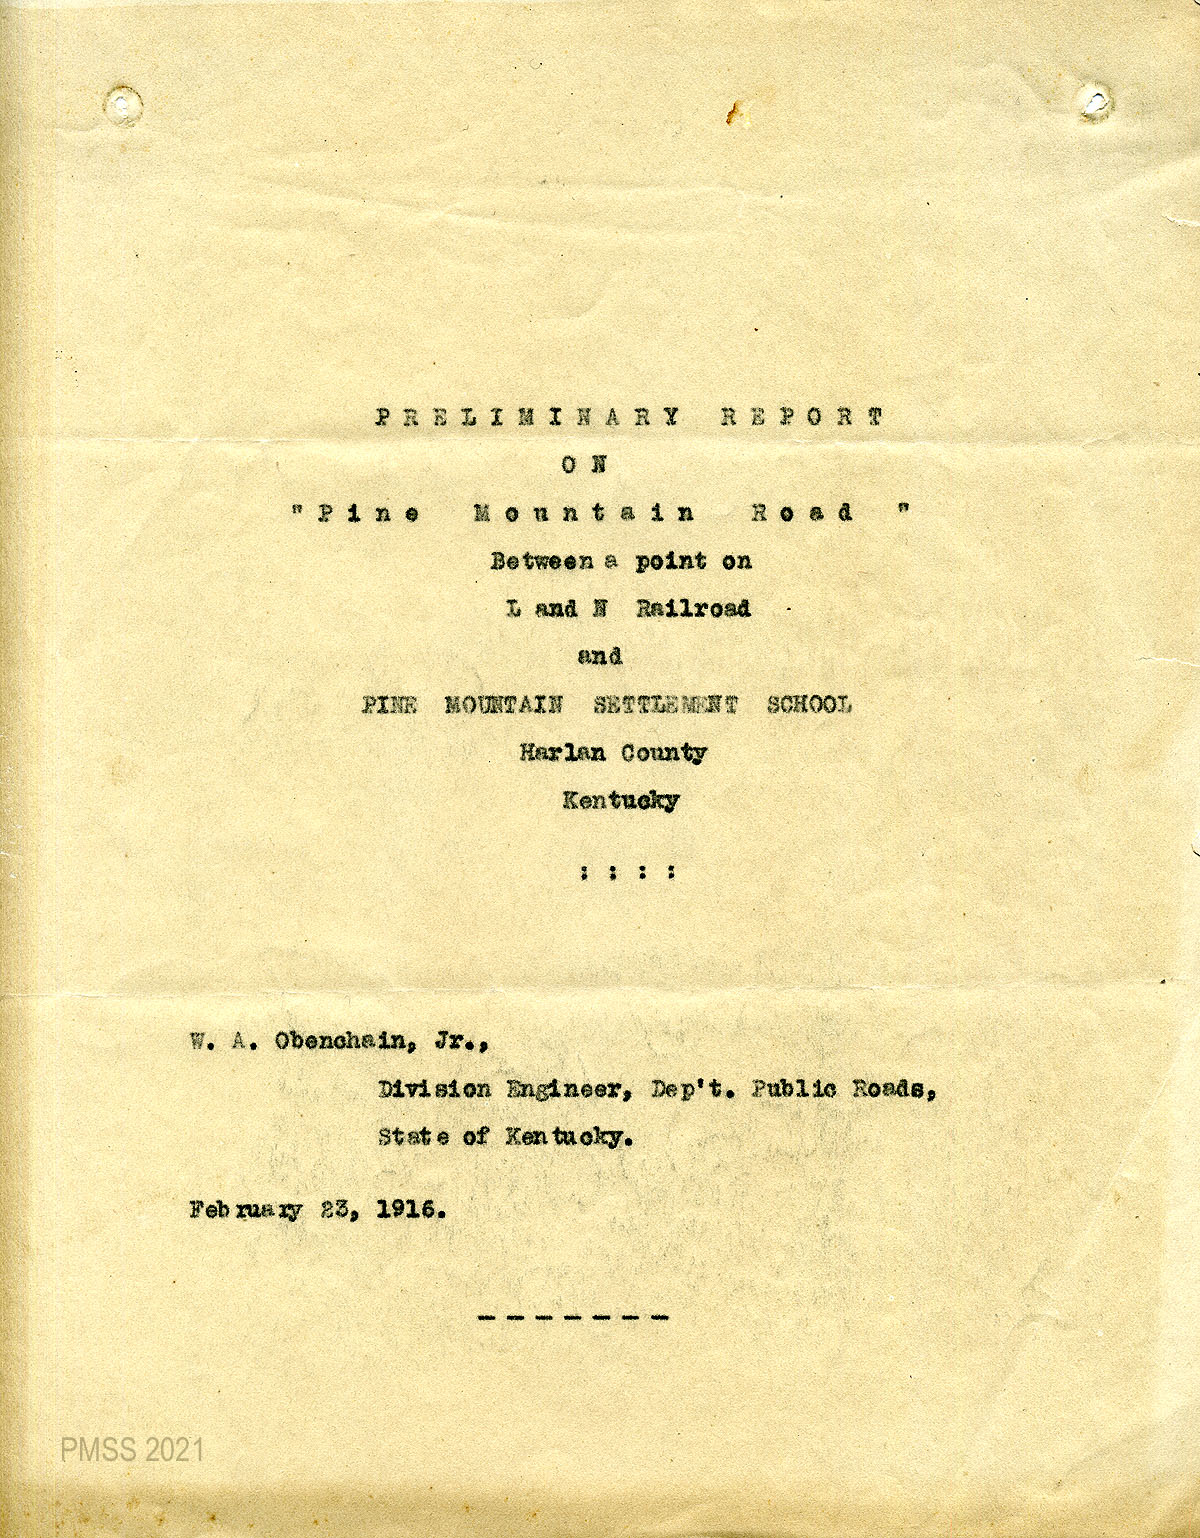 PRELIMINARY REPORT
ON
"Pine Mountain Road"
Between a point on
L and N Railroad
and
PINE MOUNTAIN SETTLEMENT SCHOOL
Harlan County
Kentucky
::::
W. A. Obenchain, Jr.,
Division Engineer, Dep't. Public Roads,
State of Kentucky.
February 23, 1916.
-------
PMSS 2021